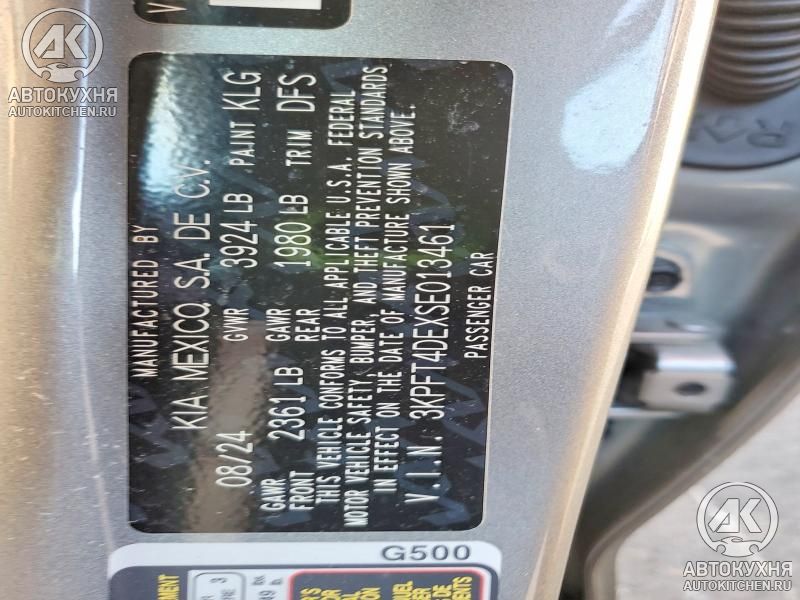 АВТОКУХНЯ
AUTOKITCHEN.RU
MANUFACTURED BY
KIA MEXICO, S.A. DE C.V.
08/24 GVWR 3924 LB PAINT KLG
GAWR FRONT 2361 LB GAWR REAR 1980 LB TRIM DFS
THIS VEHICLE CONFORMS TO ALL APPLICABLE U.S.A. FEDERAL
MOTOR VEHICLE SAFETY, BUMPER, AND THEFT PREVENTION STANDARDS
IN EFFECT ON THE DATE OF MANUFACTURE SHOWN ABOVE.
V.I.N.: 3KPFT4DEXSE013461
PASSENGER CAR
G500
АВТОКУХНЯ
AUTOKITCHEN.RU